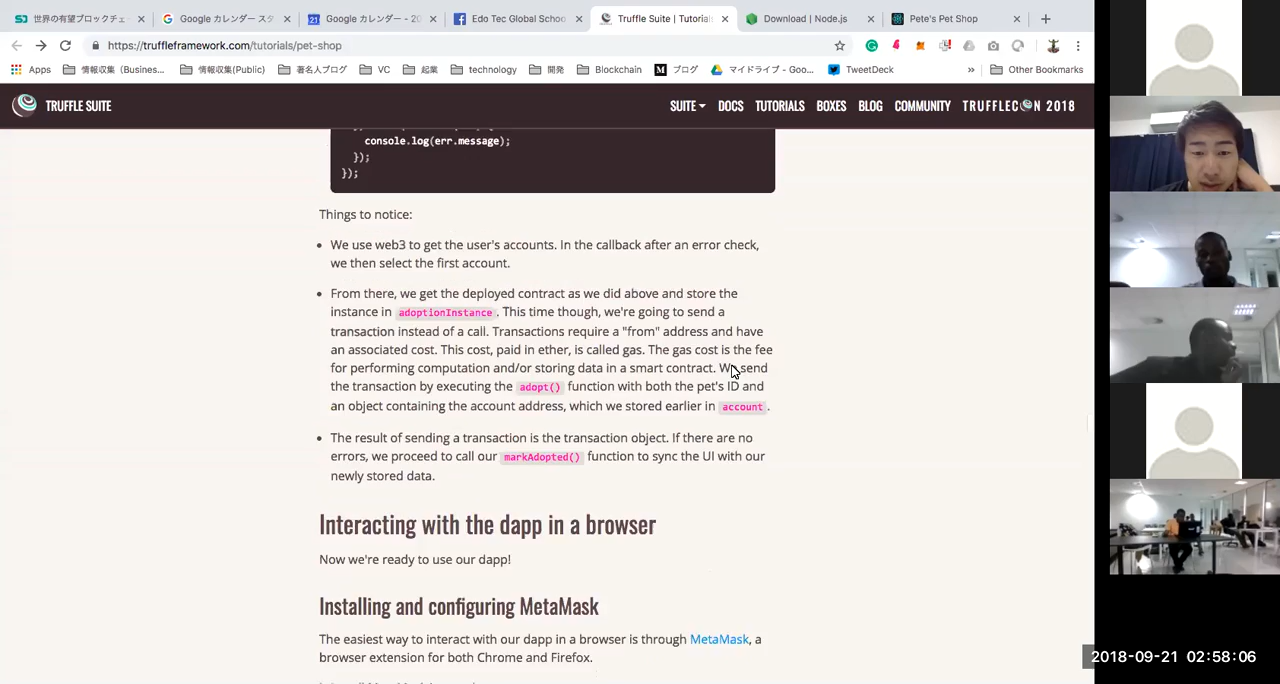 世界の有望ブロックチェー
Google カレンダー スタ
Google カレンダー - 20
Edo Tec Global Schoo
Truffle Suite | Tutorials
Download | Node.js
Pete's Pet Shop
https://truffleframework.com/tutorials/pet-shop
Apps
情報収集（Busines...
情報収集(Public)
著名人ブログ
VC
起業
technology
開発
Blockchain
ブログ
マイドライブ - Goo...
TweetDeck
»
Other Bookmarks
TRUFFLE SUITE
SUITE
DOCS
TUTORIALS
BOXES
BLOG
COMMUNITY
TRUFFLECON 2018
console.log(err.message);
});
});
Things to notice:
• We use web3 to get the user's accounts. In the callback after an error check,
we then select the first account.
• From there, we get the deployed contract as we did above and store the
instance in adoptionInstance. This time though, we're going to send a
transaction instead of a call. Transactions require a "from" address and have
an associated cost. This cost, paid in ether, is called gas. The gas cost is the fee
for performing computation and/or storing data in a smart contract. We send
the transaction by executing the adopt() function with both the pet's ID and
an object containing the account address, which we stored earlier in account.
• The result of sending a transaction is the transaction object. If there are no
errors, we proceed to call our markAdopted() function to sync the UI with our
newly stored data.
Interacting with the dapp in a browser
Now we're ready to use our dapp!
Installing and configuring MetaMask
The easiest way to interact with our dapp in a browser is through MetaMask, a
browser extension for both Chrome and Firefox.
2018-09-21 02:58:06